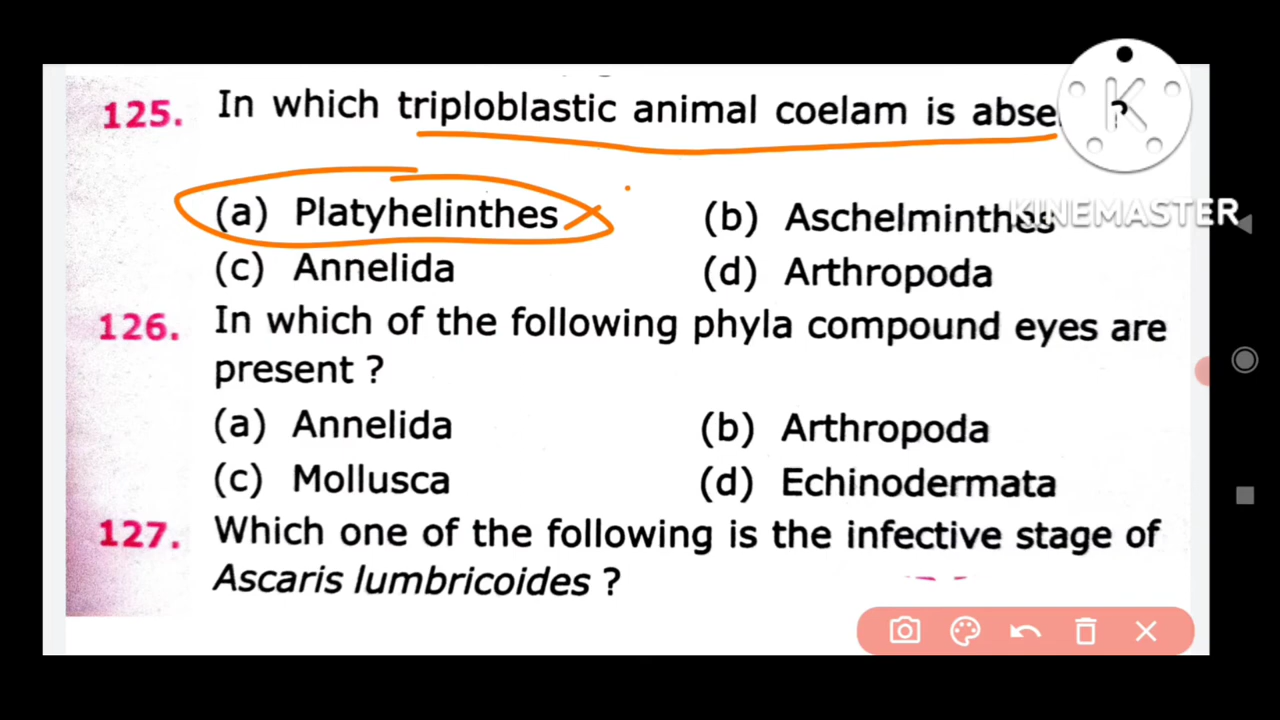 125. In which triploblastic animal coelam is abse ?
(a) Platyhelinthes (b) Aschelminthes
(c) Annelida (d) Arthropoda
126. In which of the following phyla compound eyes are
present ?
(a) Annelida (b) Arthropoda
(c) Mollusca (d) Echinodermata
127. Which one of the following is the infective stage of
Ascaris lumbricoides ?
K
KINEMASTER